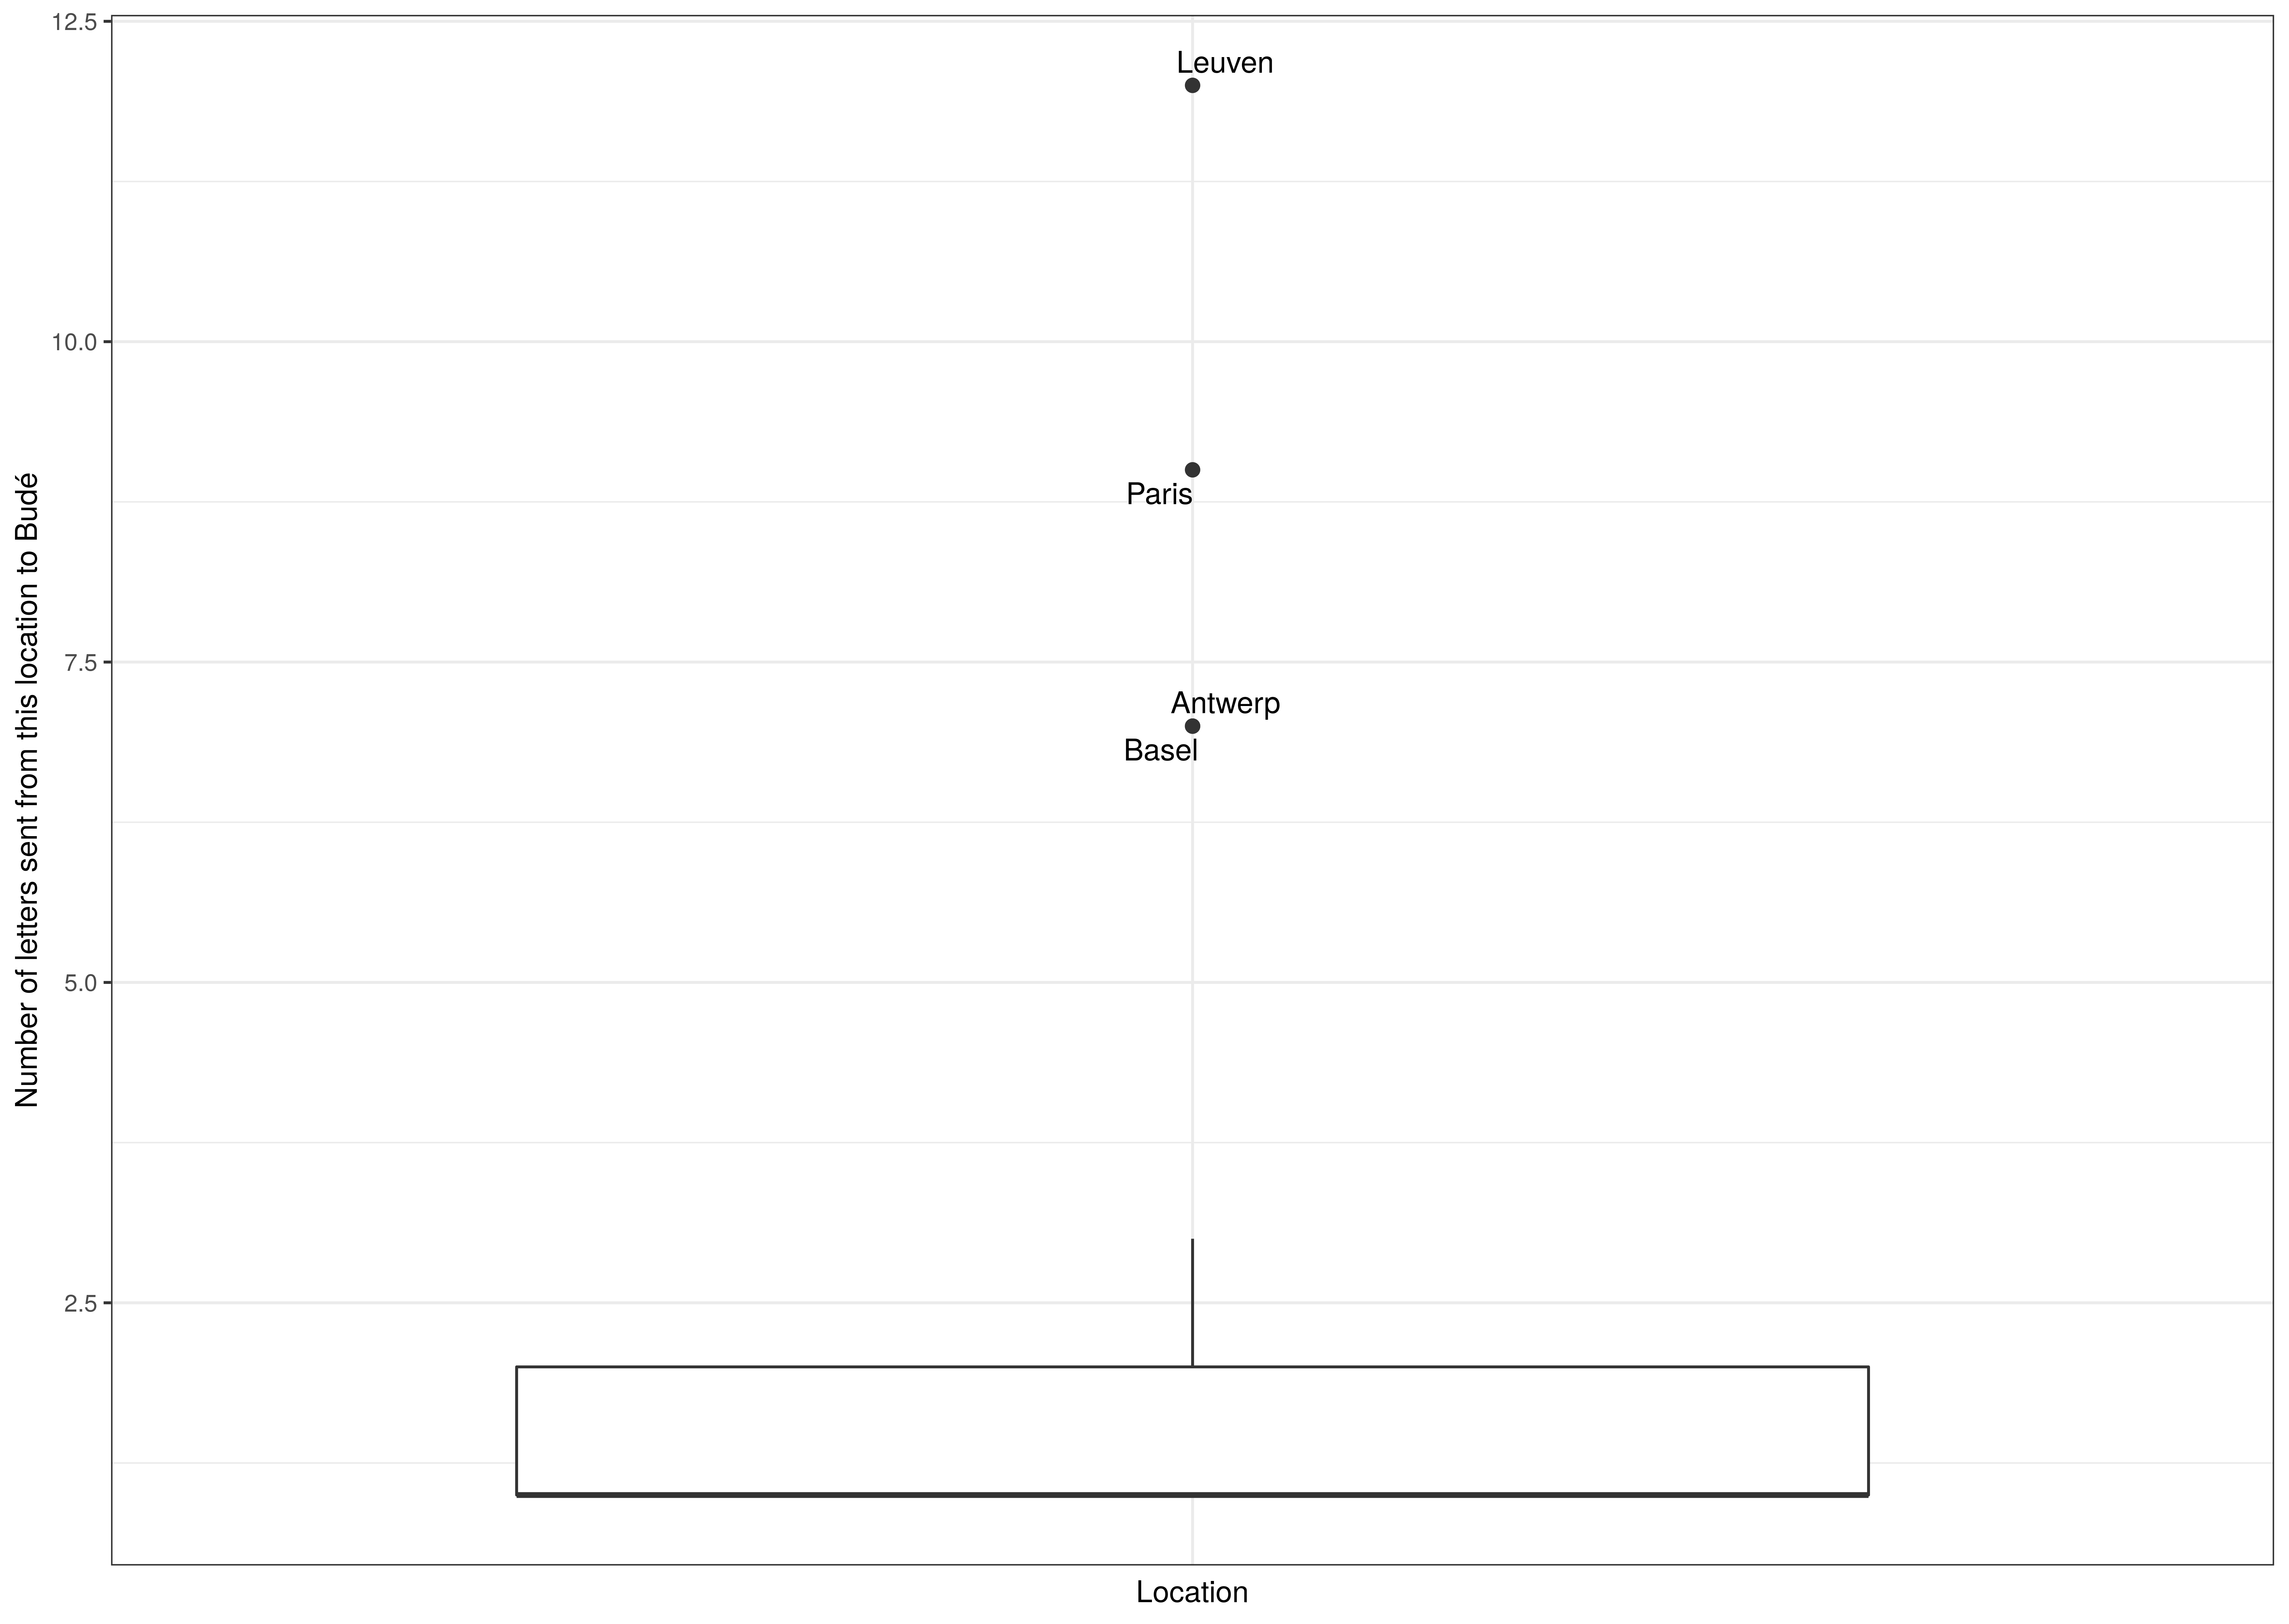 Number of letters sent from this location to Budé
12.5
10.0
7.5
5.0
2.5
Leuven
Paris
Antwerp
Basel
Location